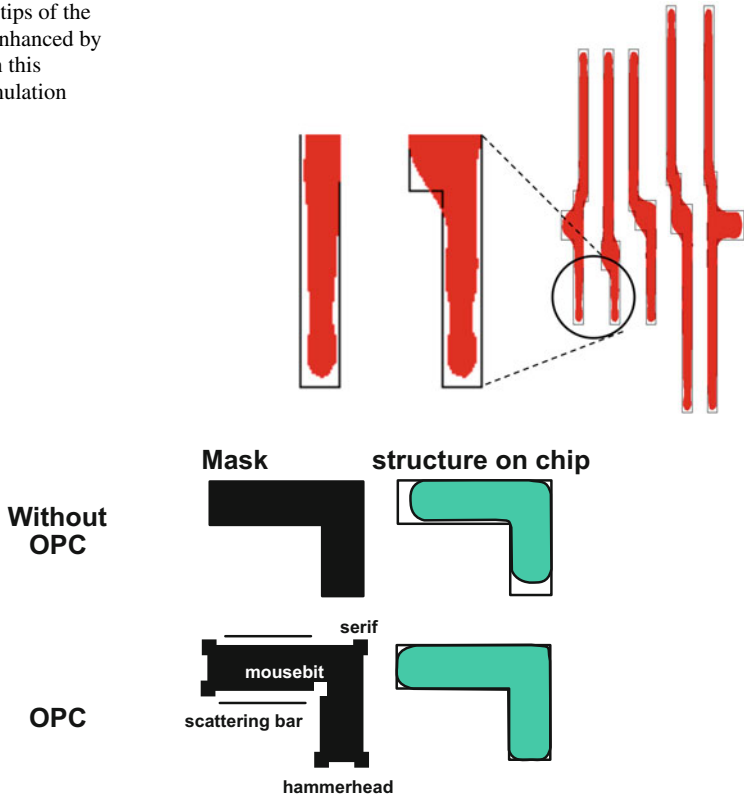 tips of the
nhanced by
this
nulation
Mask structure on chip
Without
OPC
serif
mousebit
OPC
scattering bar
hammerhead